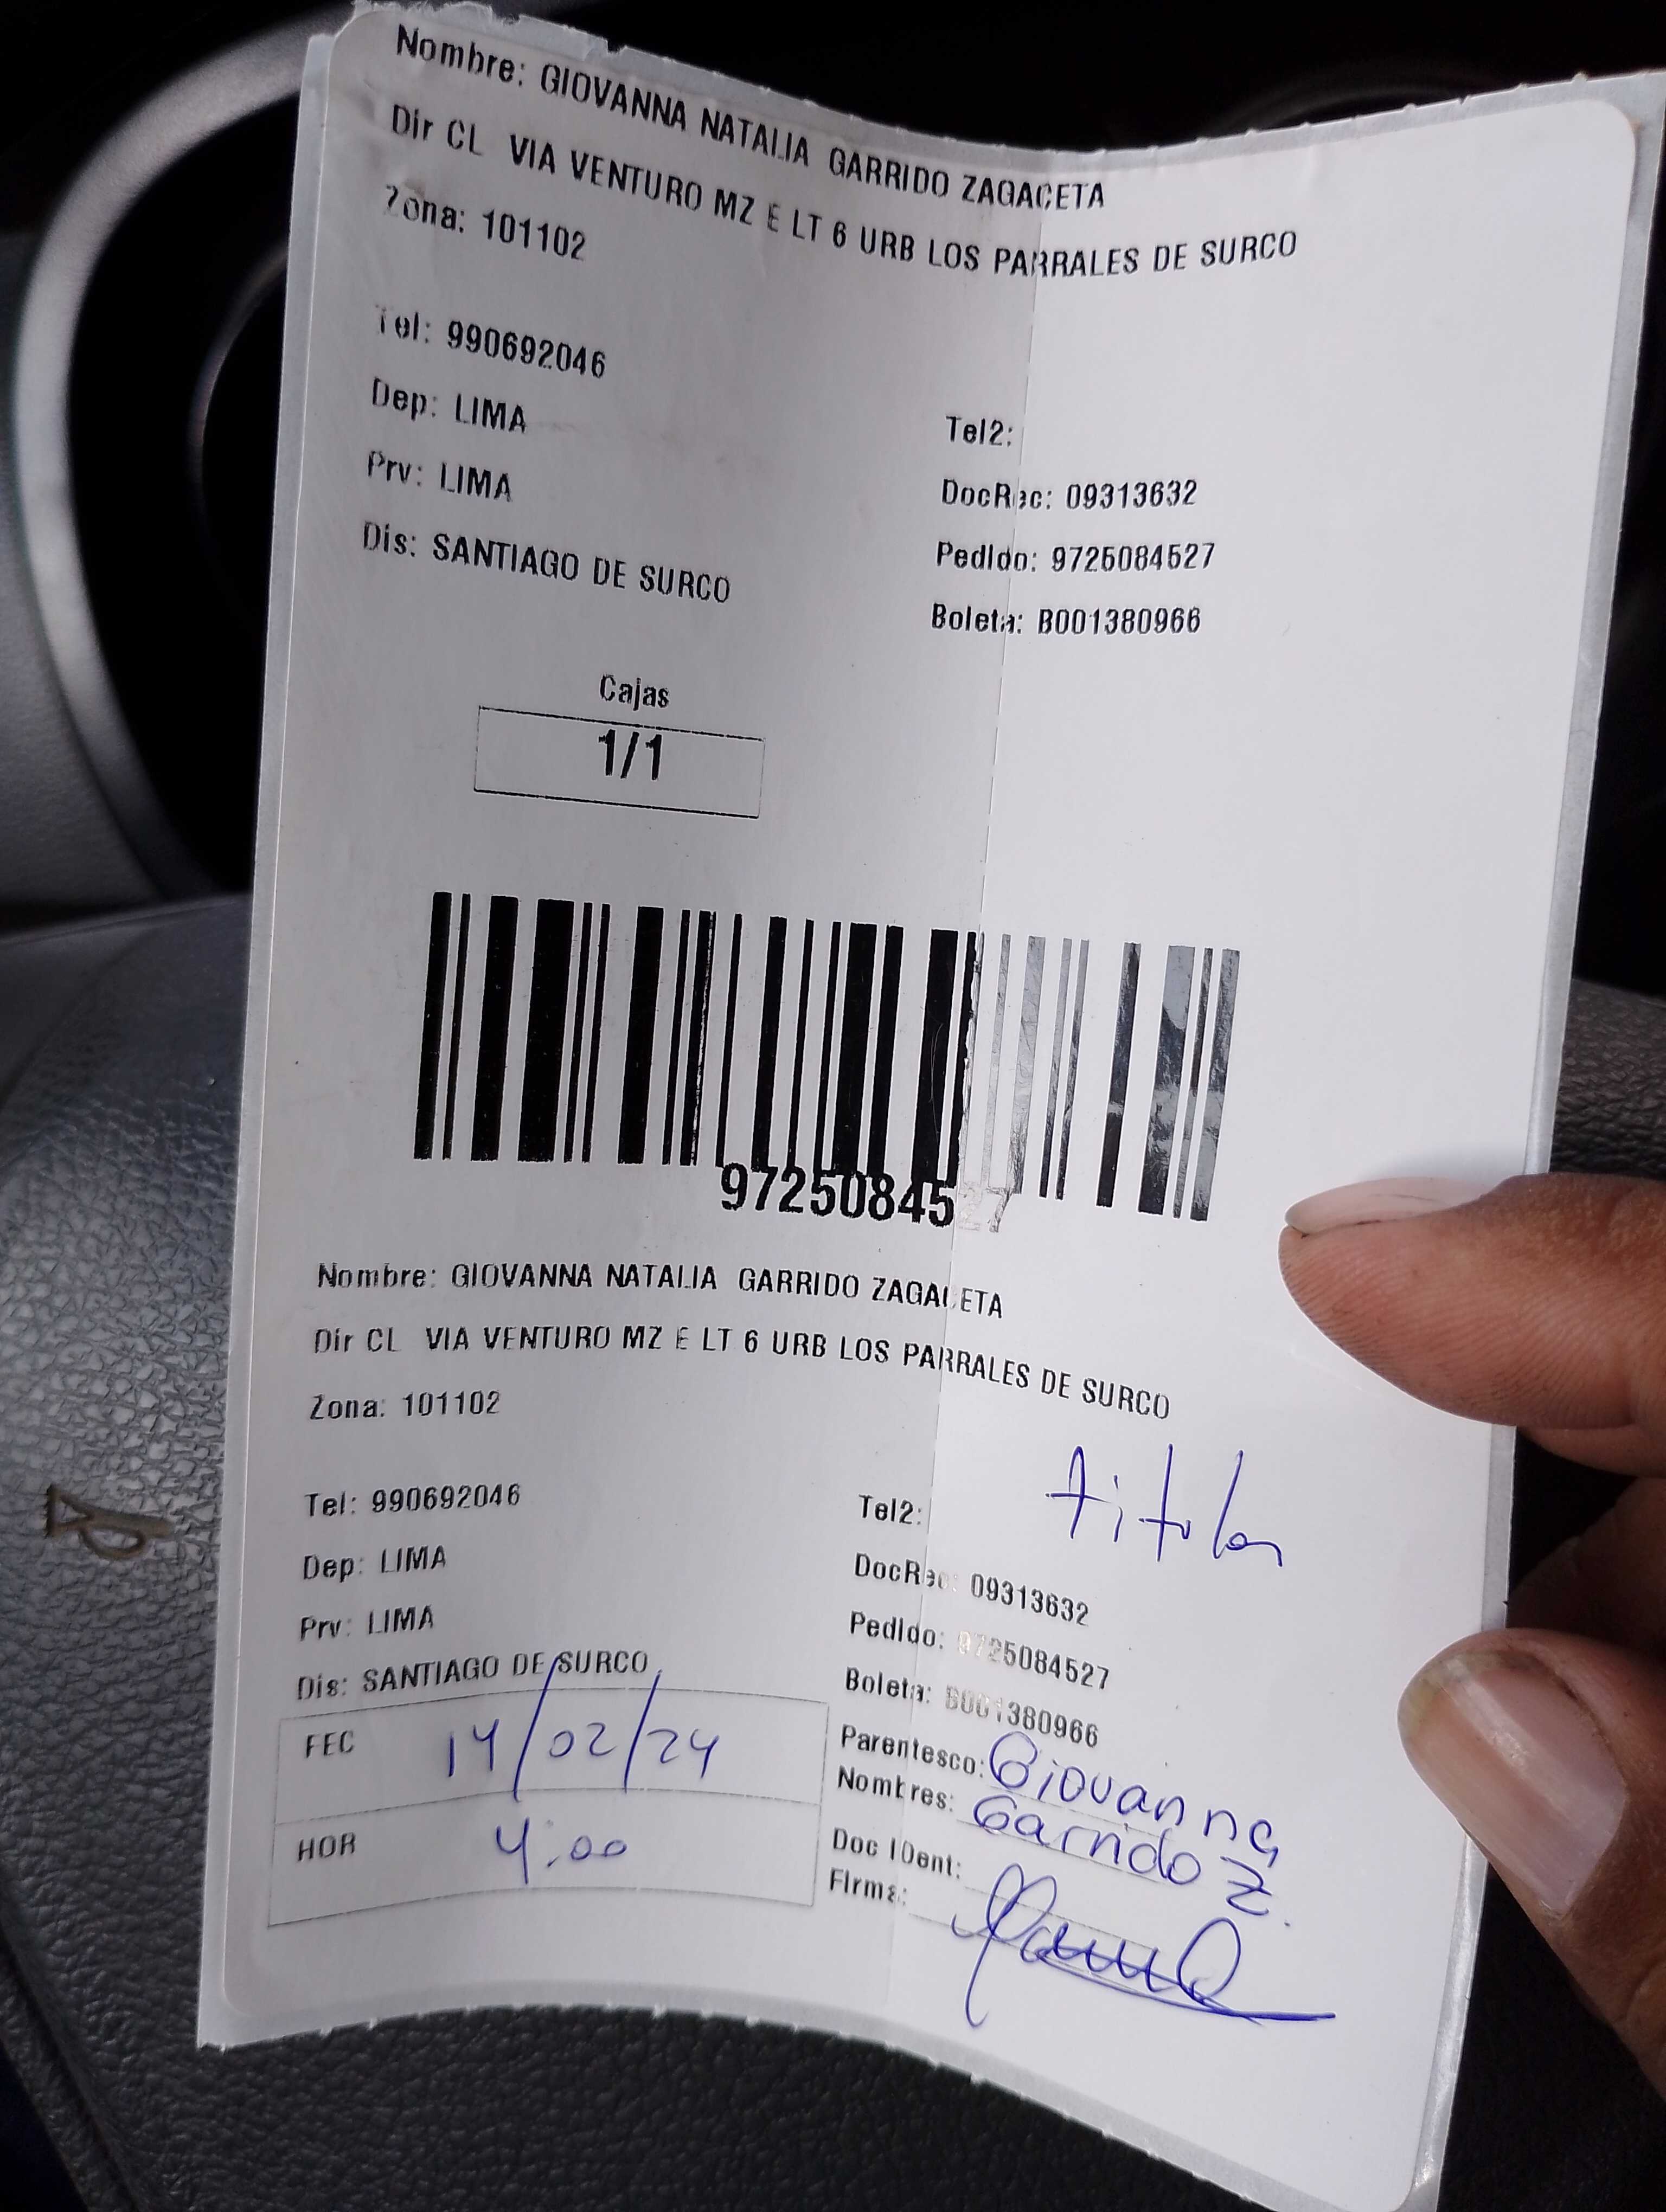 Nombre: GIOVANNA NATALIA GARRIDO ZAGACETA
Dir CL VIA VENTURO MZ E LT 6 URB LOS PARRALES DE SURCO
Zona: 101102
Tel: 990692046
Tel2:
Dep: LIMA
DocRec: 09313632
Prv: LIMA
Pedido: 9725084527
Dis: SANTIAGO DE SURCO
Boleta: B001380966
Cajas
1/1
9725084527
Nombre: GIOVANNA NATALIA GARRIDO ZAGACETA
Dir CL VIA VENTURO MZ E LT 6 URB LOS PARRALES DE SURCO
Zona: 101102
titular
Tel: 990692046
Tel2:
Dep: LIMA
DocRec: 09313632
Prv: LIMA
Pedido: 9725084527
Dis: SANTIAGO DE SURCO
Boleta: B001380966
FEC 14/02/24
Parentesco: Giovanna
Nombres: Garrido Z.
HOR 4:00
Doc IDent:
Firma: